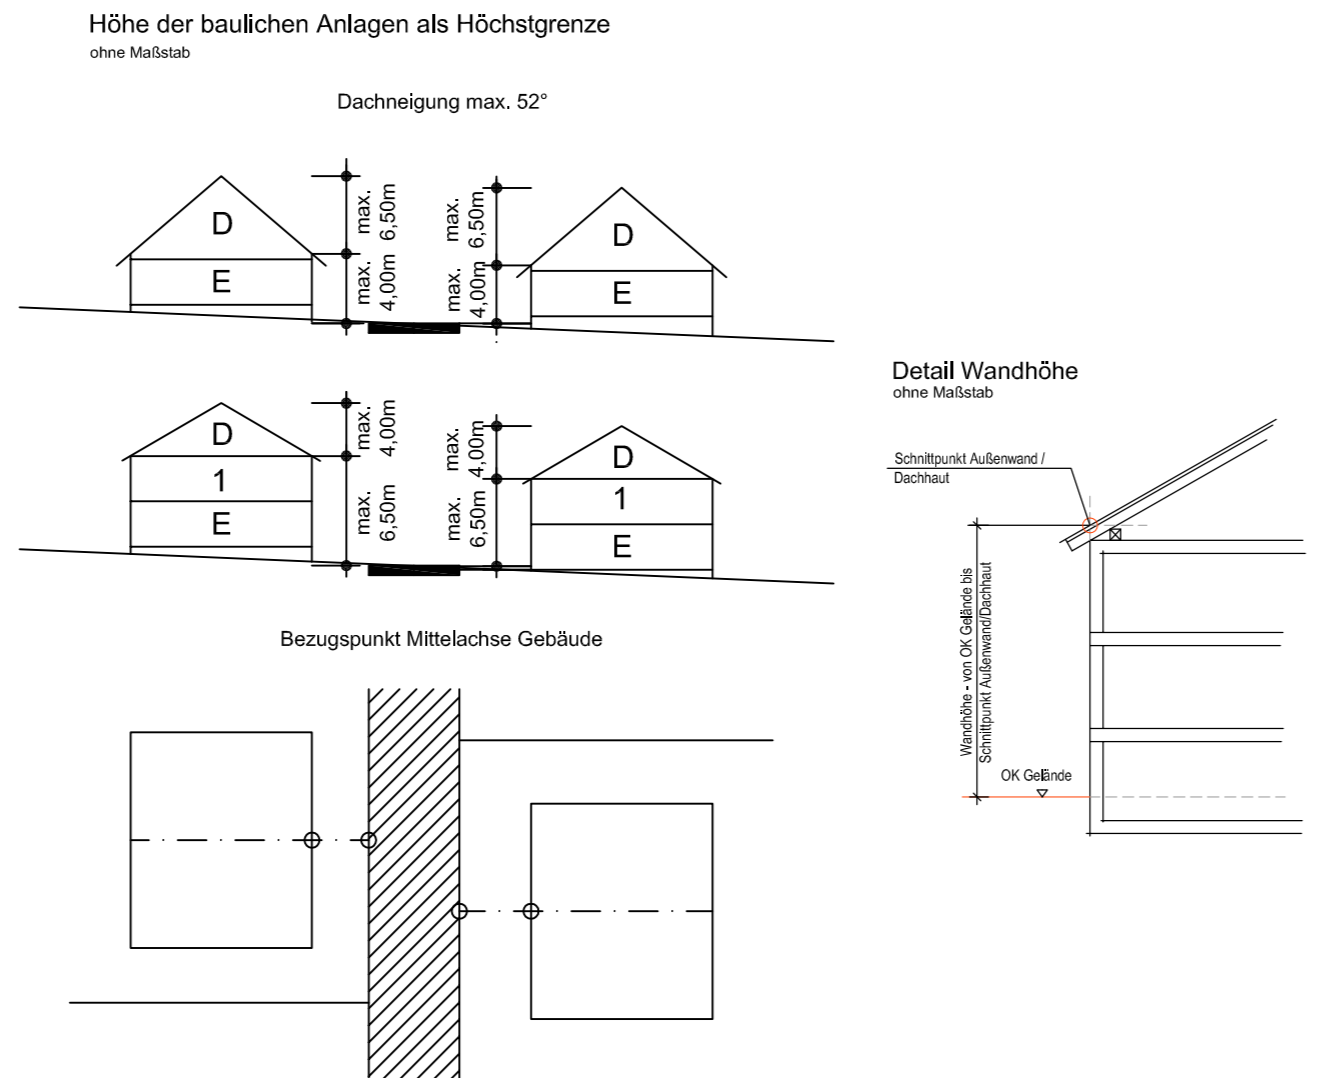 Höhe der baulichen Anlagen als Höchstgrenze
ohne Maßstab
Dachneigung max. 52°
D
E
max.
6,50m
max.
4,00m
max.
6,50m
max.
4,00m
D
E
D
1
E
max.
4,00m
max.
6,50m
max.
4,00m
max.
6,50m
D
1
E
Bezugspunkt Mittelachse Gebäude
Detail Wandhöhe
ohne Maßstab
Schnittpunkt Außenwand /
Dachhaut
Wandhöhe - von OK Gelände bis
Schnittpunkt Außenwand/Dachhaut
OK Gelände